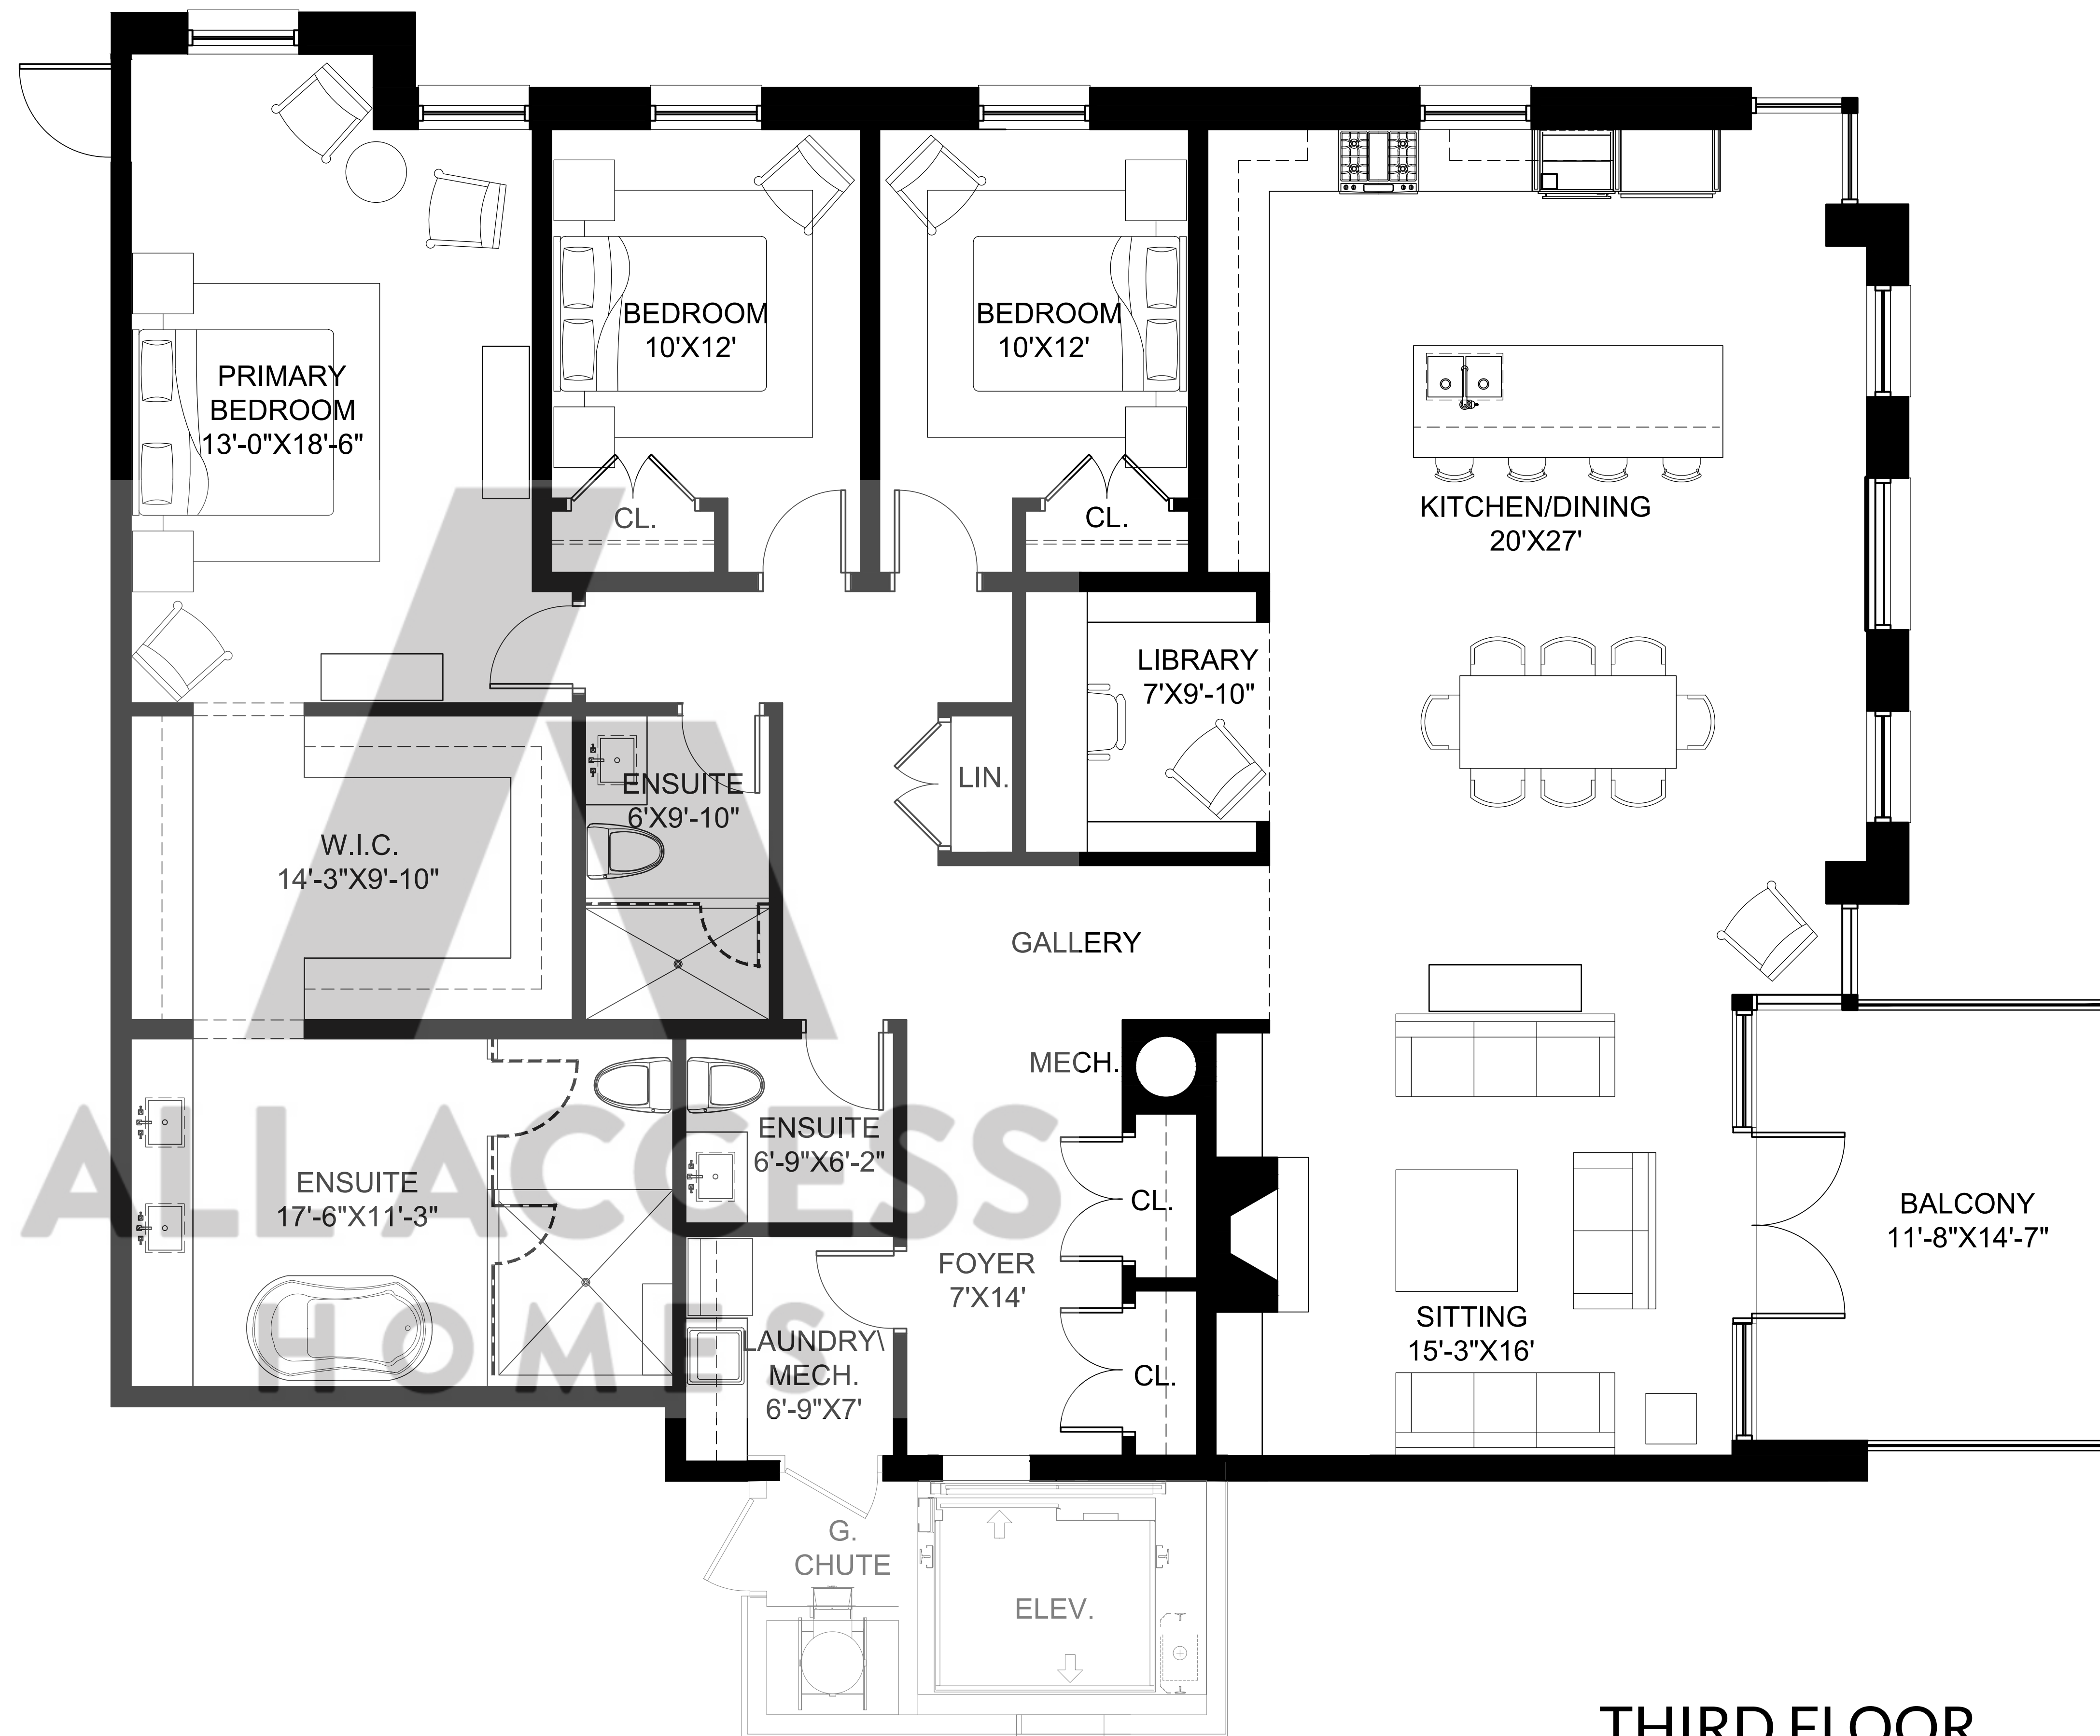 PRIMARY
BEDROOM
13'-0"X18'-6"
BEDROOM
10'X12'
BEDROOM
10'X12'
CL.
CL.
KITCHEN/DINING
20'X27'
LIBRARY
7'X9'-10"
LIN.
ENSUITE
6'X9'-10"
W.I.C.
14'-3"X9'-10"
GALLERY
MECH.
ENSUITE
6'-9"X6'-2"
ENSUITE
17'-6"X11'-3"
CL.
FOYER
7'X14'
CL.
LAUNDRY\
MECH.
6'-9"X7'
SITTING
15'-3"X16'
BALCONY
11'-8"X14'-7"
G.
CHUTE
ELEV.
ALL ACCESS
HOMES
THIRD FLOOR